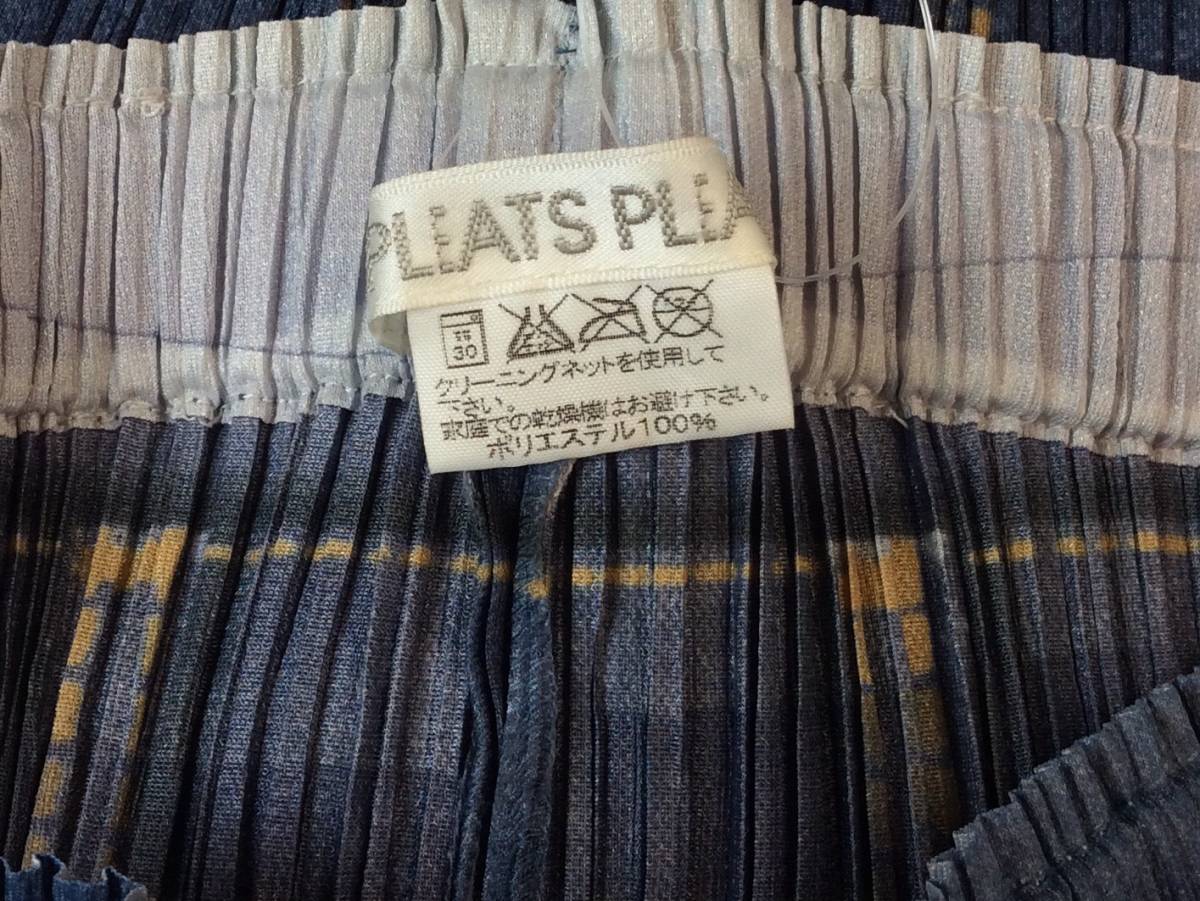 PLEATS PLEA
30
クリーニングネットを使用して
下さい。
家庭での乾燥機はお避け下さい。
ポリエステル100%